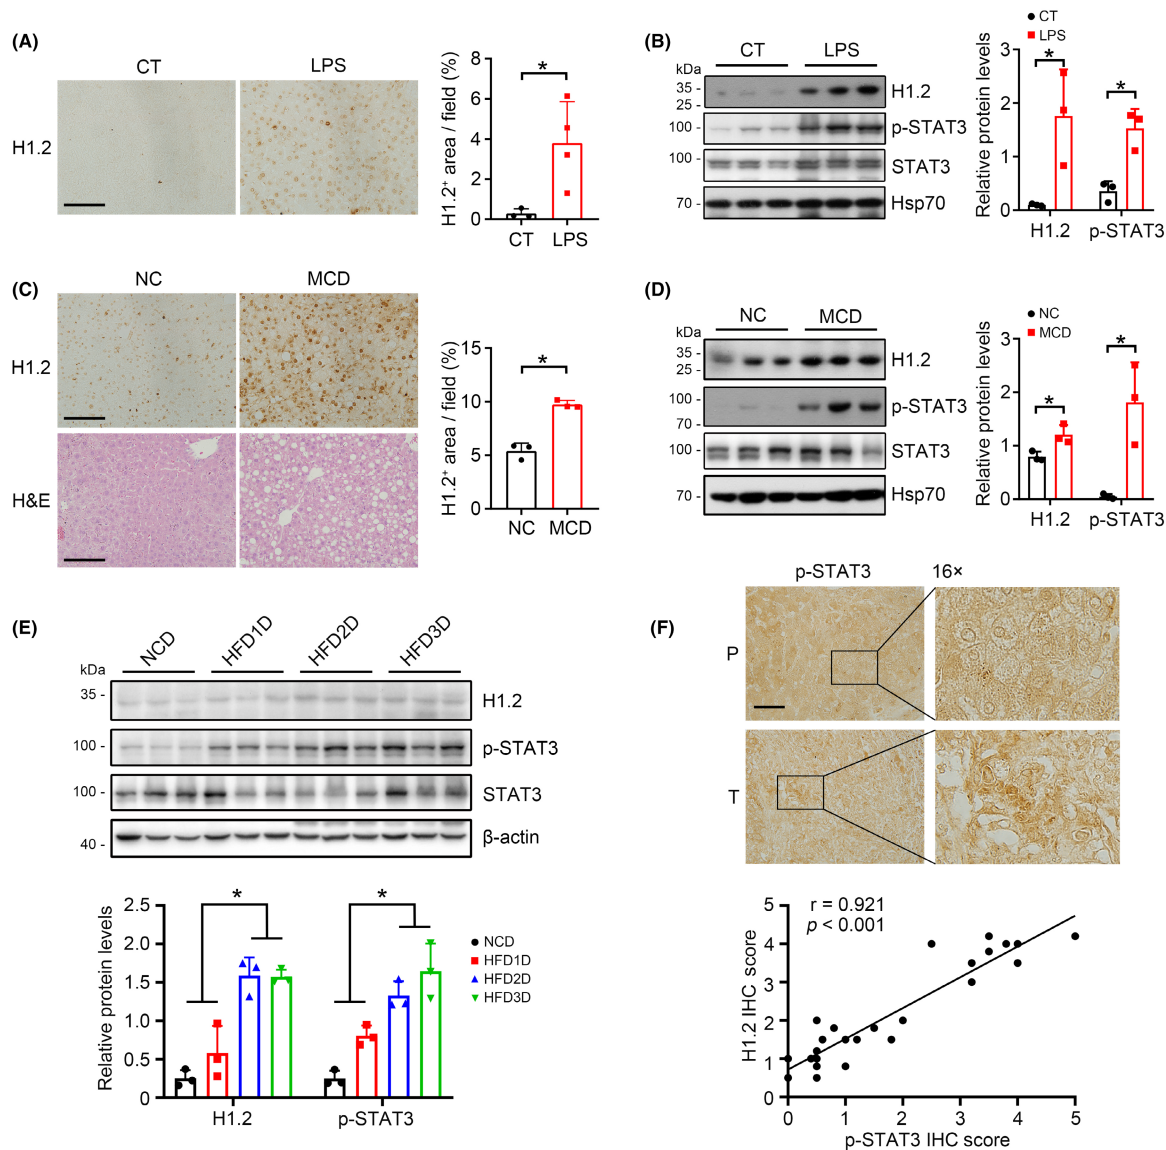 (A)
CT
LPS
H1.2
H1.2⁺ area / field (%)
8
6
4
2
0
*
CT
LPS
(B)
CT
LPS
kDa
35 -
25 -
H1.2
100 -
p-STAT3
100 -
STAT3
70 -
Hsp70
CT
LPS
Relative protein levels
3
2
1
0
*
*
H1.2
p-STAT3
(C)
NC
MCD
H1.2
H&E
H1.2⁺ area / field (%)
15
10
5
0
*
NC
MCD
(D)
NC
MCD
kDa
35 -
25 -
H1.2
100 -
70 -
p-STAT3
100 -
STAT3
70 -
Hsp70
NC
MCD
Relative protein levels
3
2
1
0
*
*
H1.2
p-STAT3
(E)
NCD
HFD1D
HFD2D
HFD3D
kDa
35 -
H1.2
100 -
p-STAT3
100 -
STAT3
40 -
β-actin
Relative protein levels
2.5
2.0
1.5
1.0
0.5
0
*
*
H1.2
p-STAT3
NCD
HFD1D
HFD2D
HFD3D
(F)
p-STAT3
16×
P
T
r = 0.921
p < 0.001
H1.2 IHC score
5
4
3
2
1
0
0
1
2
3
4
5
p-STAT3 IHC score